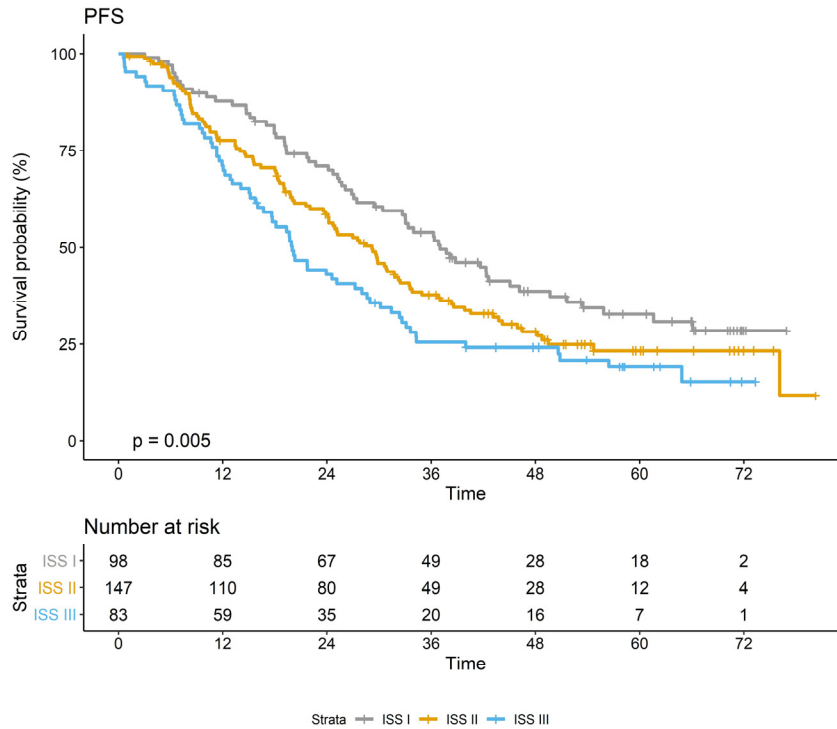 PFS
Survival probability (%)
100
75
50
25
0
p = 0.005
0 12 24 36 48 60 72
Time
Number at risk
Strata
ISS I 98 85 67 49 28 18 2
ISS II 147 110 80 49 28 12 4
ISS III 83 59 35 20 16 7 1
0 12 24 36 48 60 72
Time
Strata ISS I ISS II ISS III